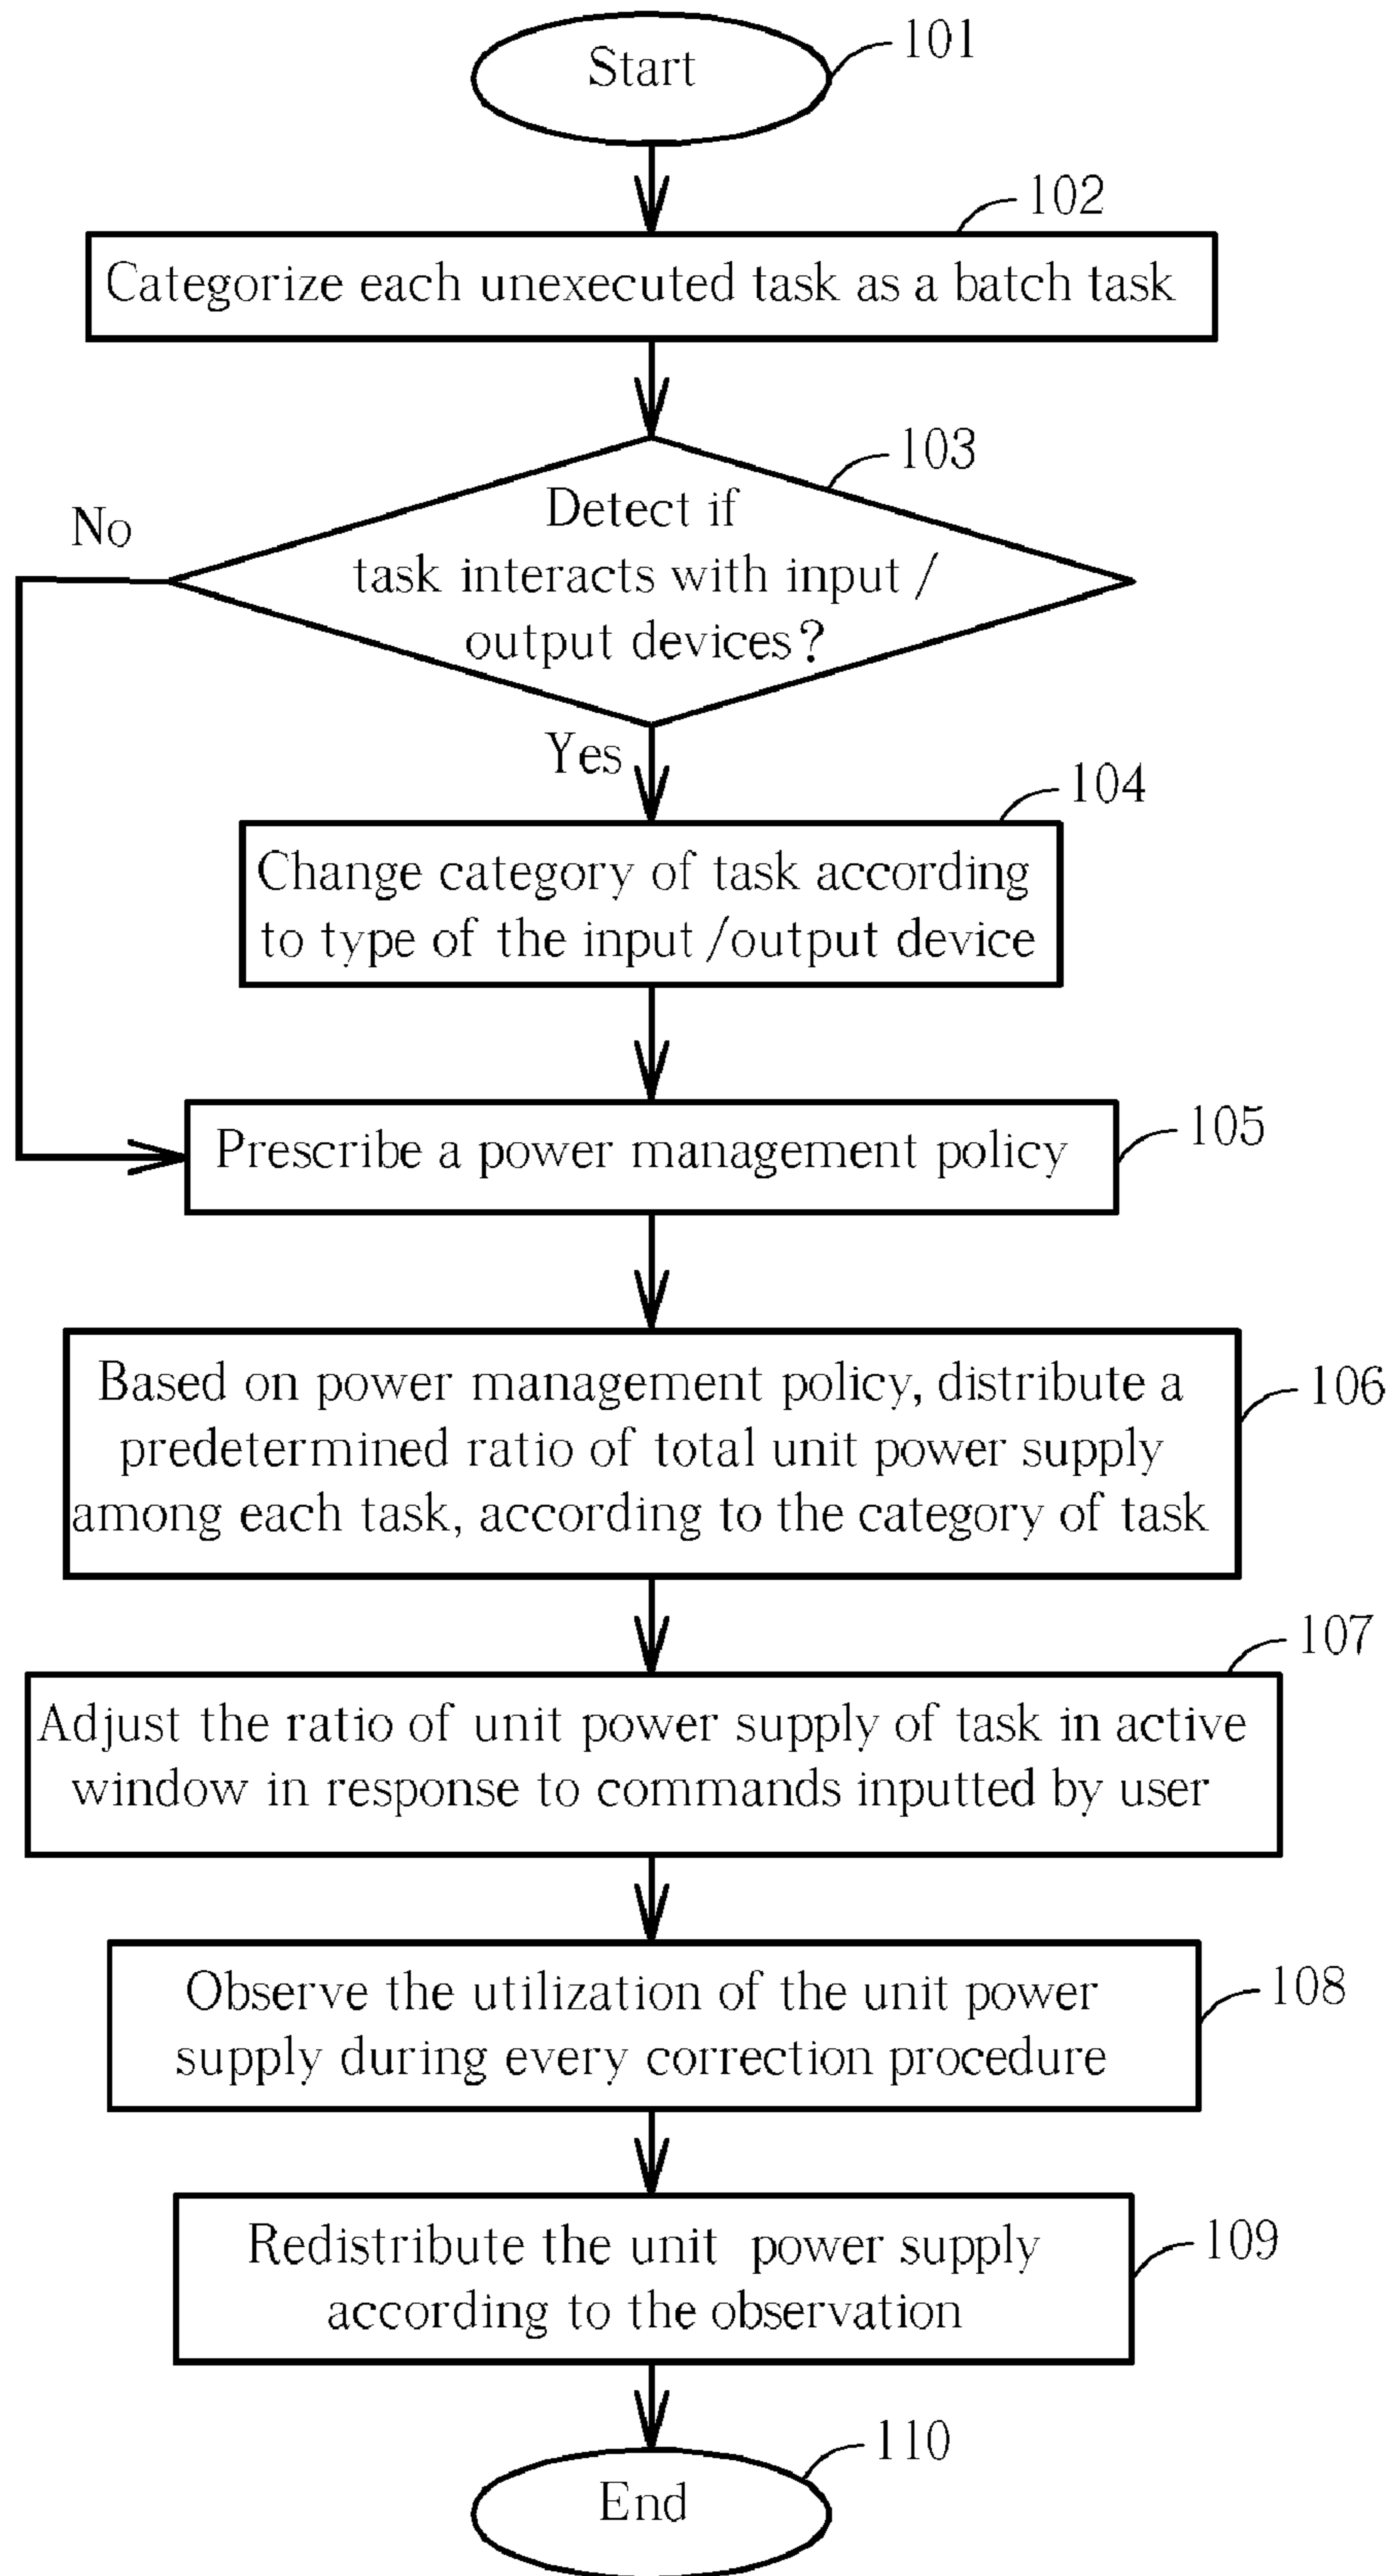 Start
101
102
Categorize each unexecuted task as a batch task
103
Detect if
task interacts with input /
output devices?
No
Yes
104
Change category of task according
to type of the input /output device
105
Prescribe a power management policy
106
Based on power management policy, distribute a
predetermined ratio of total unit power supply
among each task, according to the category of task
107
Adjust the ratio of unit power supply of task in active
window in response to commands inputted by user
108
Observe the utilization of the unit power
supply during every correction procedure
109
Redistribute the unit power supply
according to the observation
110
End